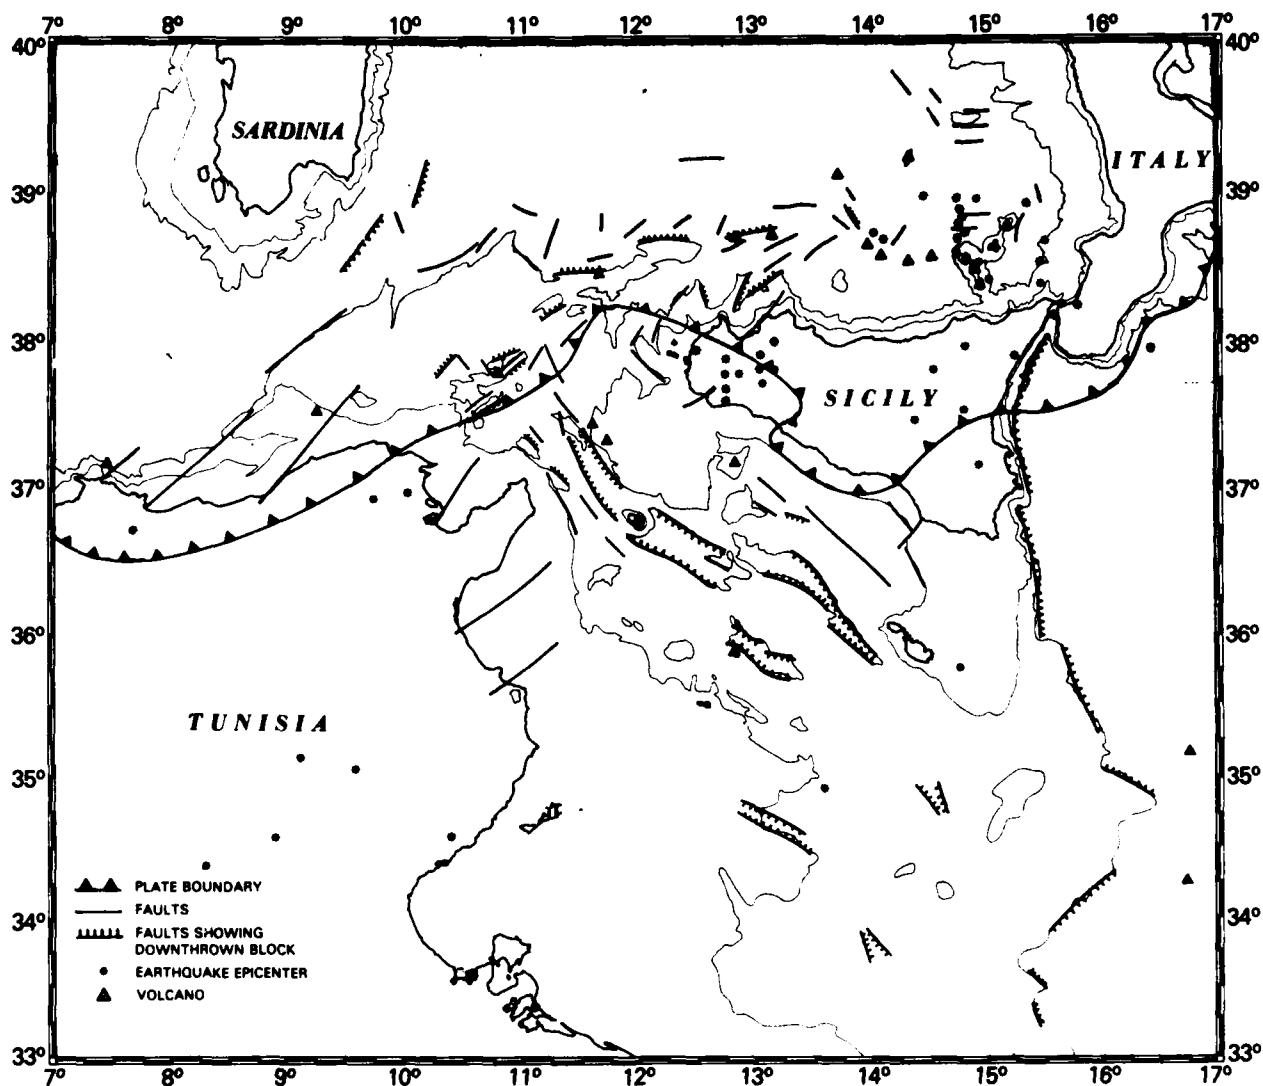 7° 8° 9° 10° 11° 12° 13° 14° 15° 16° 17°
40° 40°
SARDINIA
ITALY
39° 39°
38° 38°
SICILY
37° 37°
36° 36°
TUNISIA
35° 35°
PLATE BOUNDARY
FAULTS
34° 34°
FAULTS SHOWING
DOWNTHROWN BLOCK
EARTHQUAKE EPICENTER
VOLCANO
33° 33°
7° 8° 9° 10° 11° 12° 13° 14° 15° 16° 17°